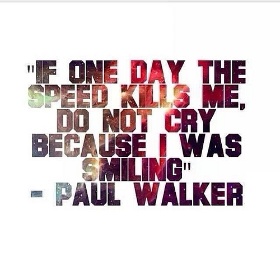 "IF ONE DAY THE
SPEED KILLS ME,
DO NOT CRY
BECAUSE I WAS
SMILING"
- PAUL WALKER